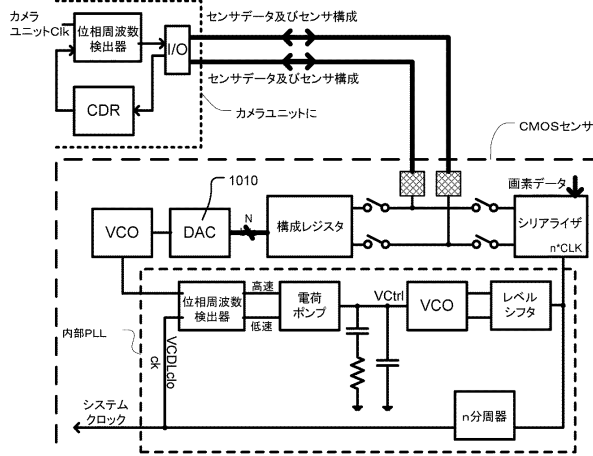 カメラ
ユニットClk
位相周波数
検出器
I/O
CDR
センサデータ及びセンサ構成
センサデータ及びセンサ構成
カメラユニットに
CMOSセンサ
1010
画素データ
VCO
DAC
N
構成レジスタ
シリアライザ
n*CLK
位相周波数
検出器
高速
低速
電荷
ポンプ
VCtrl
VCO
レベル
シフタ
内部PLL
VCDLclo
ck
システム
クロック
n分周器